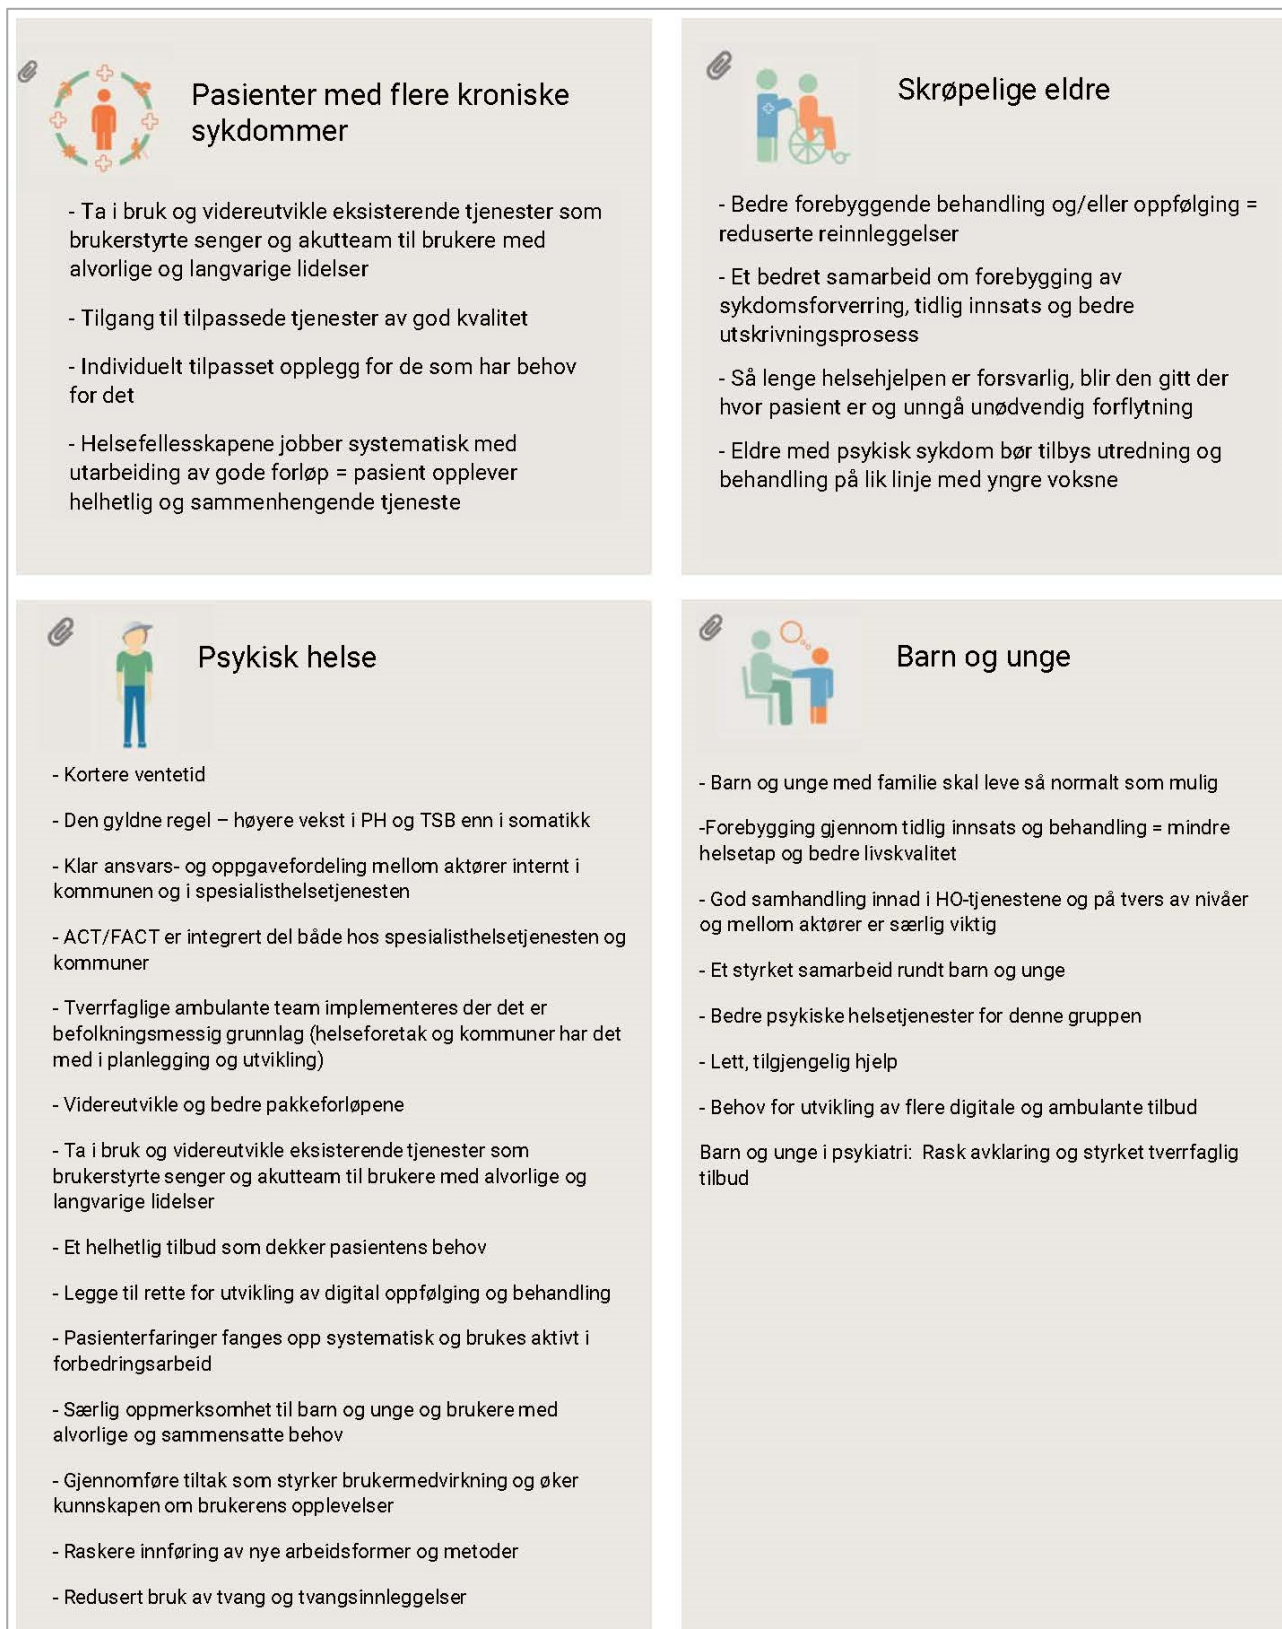 Pasienter med flere kroniske
sykdommer
- Ta i bruk og videreutvikle eksisterende tjenester som
brukerstyrte senger og akutteam til brukere med
alvorlige og langvarige lidelser
- Tilgang til tilpassede tjenester av god kvalitet
- Individuelt tilpasset opplegg for de som har behov
for det
- Helsefellesskapene jobber systematisk med
utarbeiding av gode forløp = pasient opplever
helhetlig og sammenhengende tjeneste
Skrøpelige eldre
- Bedre forebyggende behandling og/eller oppfølging =
reduserte reinnleggelser
- Et bedret samarbeid om forebygging av
sykdomsforverring, tidlig innsats og bedre
utskrivningsprosess
- Så lenge helsehjelpen er forsvarlig, blir den gitt der
hvor pasient er og unngå unødvendig forflytning
- Eldre med psykisk sykdom bør tilbys utredning og
behandling på lik linje med yngre voksne
Psykisk helse
- Kortere ventetid
- Den gyldne regel – høyere vekst i PH og TSB enn i somatikk
- Klar ansvars- og oppgavefordeling mellom aktører internt i
kommunen og i spesialisthelsetjenesten
- ACT/FACT er integrert del både hos spesialisthelsetjenesten og
kommuner
- Tverrfaglige ambulante team implementeres der det er
befolkningsmessig grunnlag (helseforetak og kommuner har det
med i planlegging og utvikling)
- Videreutvikle og bedre pakkeforløpene
- Ta i bruk og videreutvikle eksisterende tjenester som
brukerstyrte senger og akutteam til brukere med alvorlige og
langvarige lidelser
- Et helhetlig tilbud som dekker pasientens behov
- Legge til rette for utvikling av digital oppfølging og behandling
- Pasienterfaringer fanges opp systematisk og brukes aktivt i
forbedringsarbeid
- Særlig oppmerksomhet til barn og unge og brukere med
alvorlige og sammensatte behov
- Gjennomføre tiltak som styrker brukermedvirkning og øker
kunnskapen om brukerens opplevelser
- Raskere innføring av nye arbeidsformer og metoder
- Redusert bruk av tvang og tvangsinnleggelser
Barn og unge
- Barn og unge med familie skal leve så normalt som mulig
-Forebygging gjennom tidlig innsats og behandling = mindre
helsetap og bedre livskvalitet
- God samhandling innad i HO-tjenestene og på tvers av nivåer
og mellom aktører er særlig viktig
- Et styrket samarbeid rundt barn og unge
- Bedre psykiske helsetjenester for denne gruppen
- Lett, tilgjengelig hjelp
- Behov for utvikling av flere digitale og ambulante tilbud
Barn og unge i psykiatri: Rask avklaring og styrket tverrfaglig
tilbud